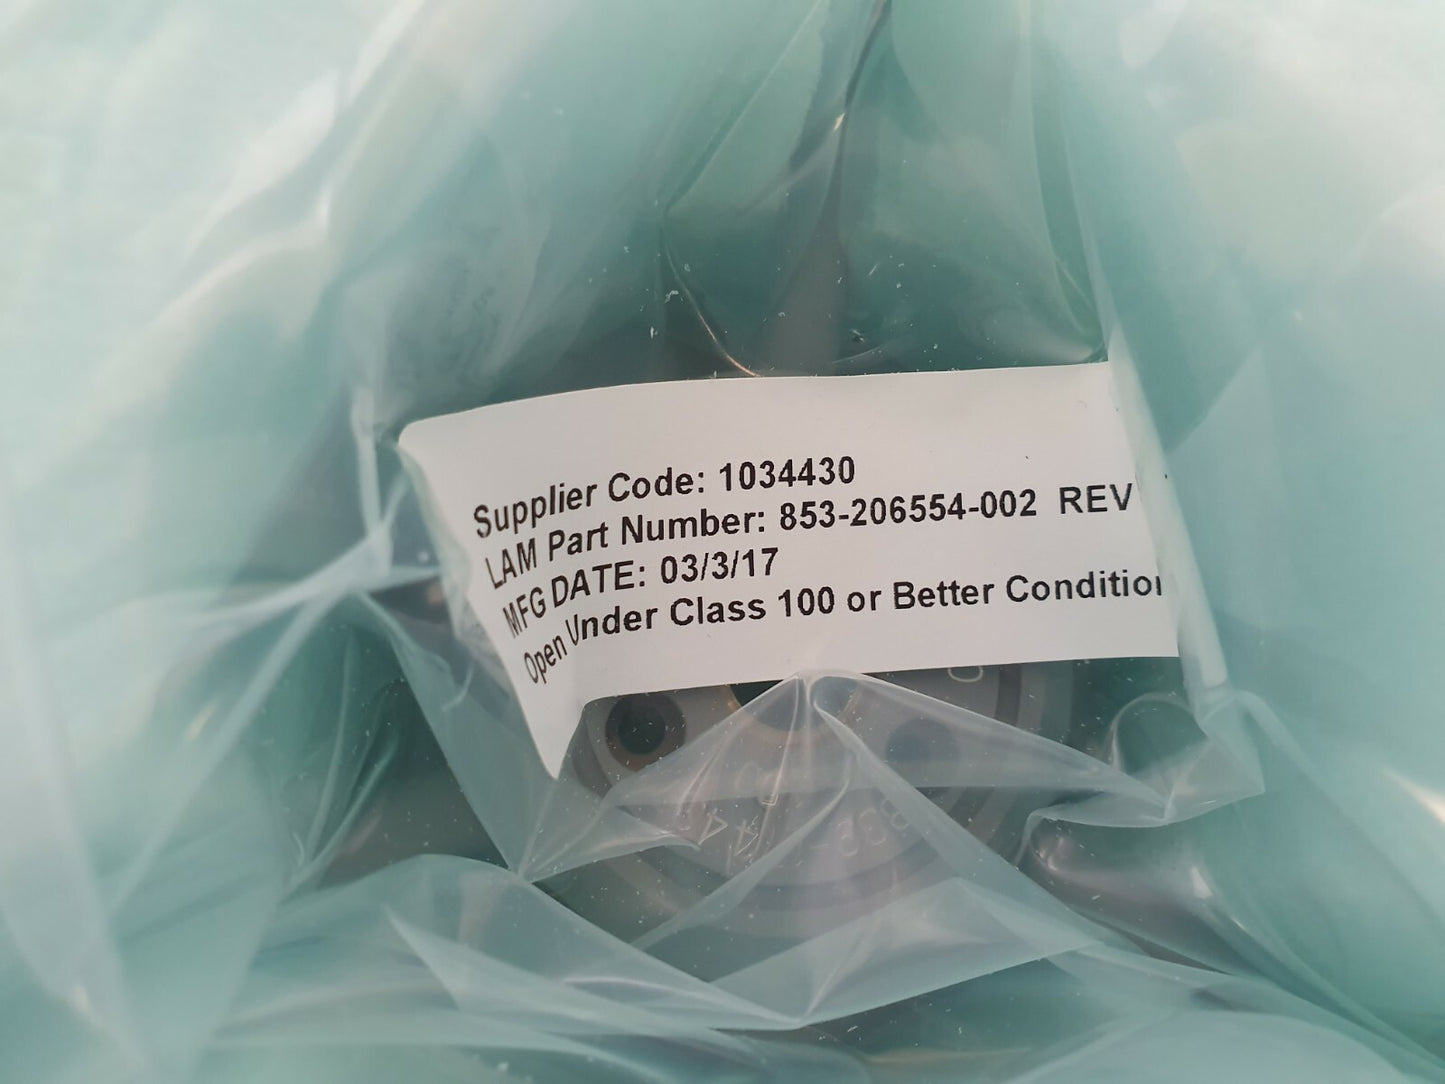 Supplier Code: 1034430
LAM Part Number: 853-206554-002 REV
MFG DATE: 03/3/17
Open Under Class 100 or Better Condition